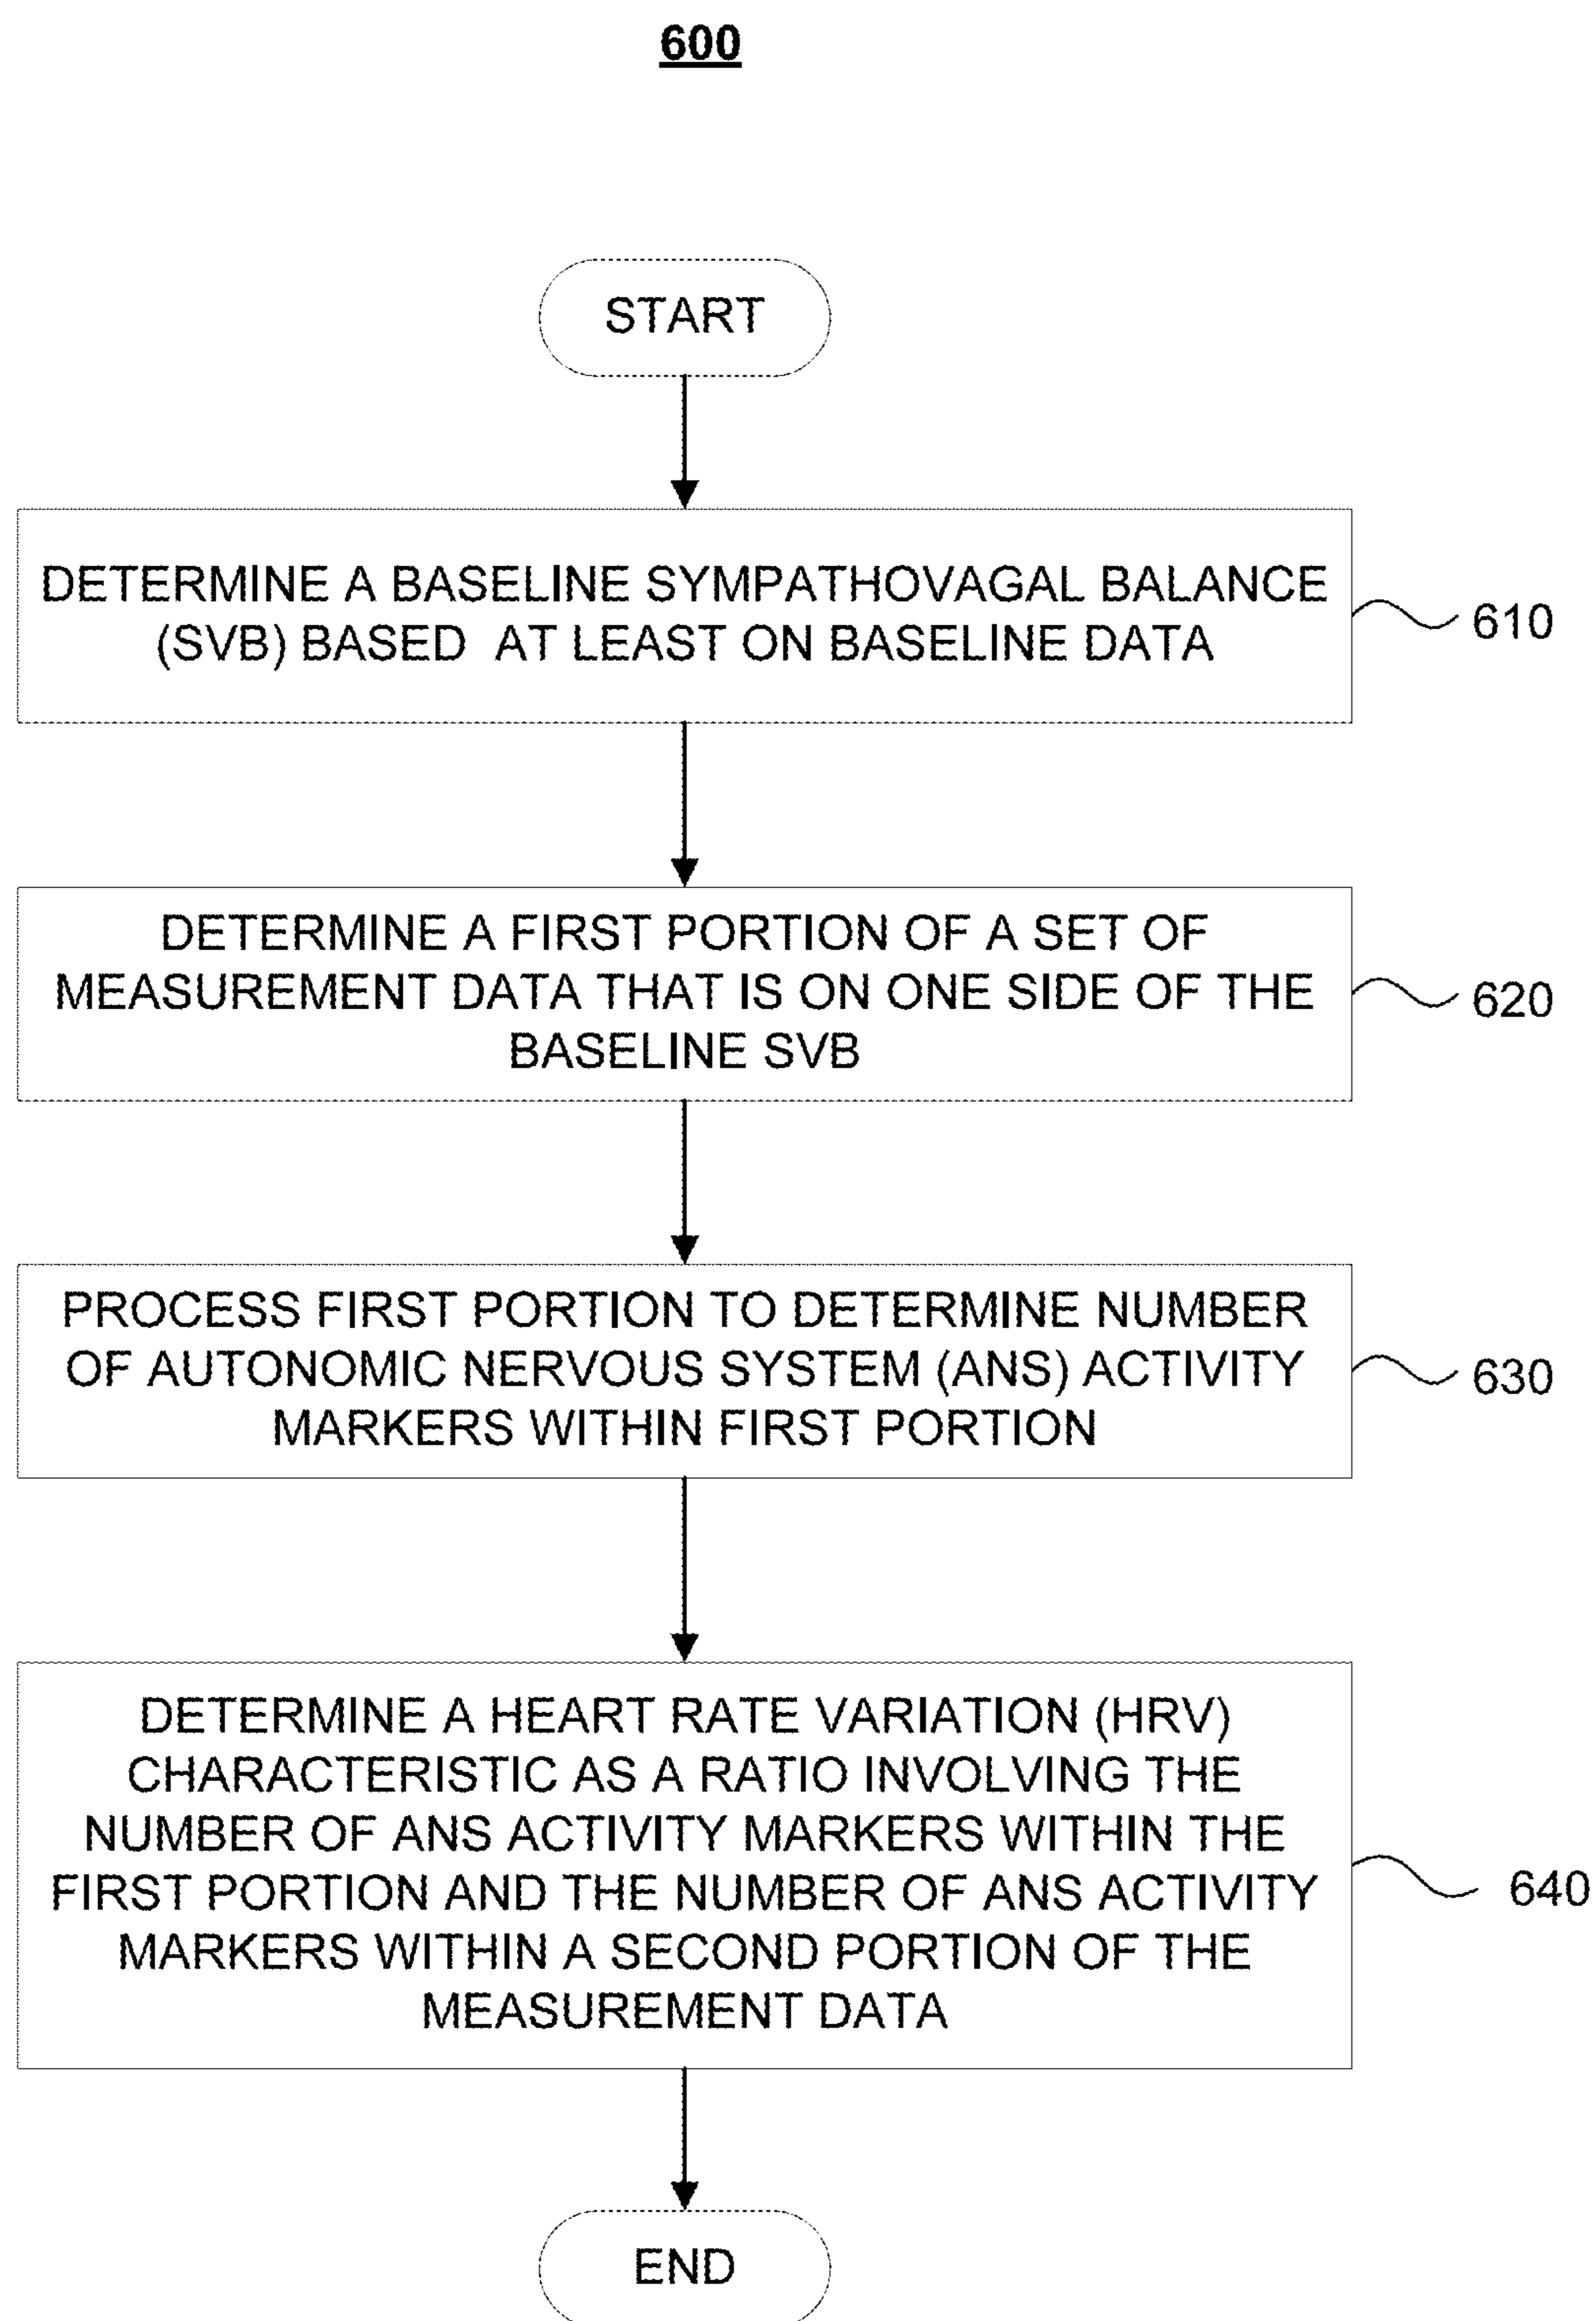 600
START
DETERMINE A BASELINE SYMPATHOVAGAL BALANCE
(SVB) BASED AT LEAST ON BASELINE DATA
610
DETERMINE A FIRST PORTION OF A SET OF
MEASUREMENT DATA THAT IS ON ONE SIDE OF THE
BASELINE SVB
620
PROCESS FIRST PORTION TO DETERMINE NUMBER
OF AUTONOMIC NERVOUS SYSTEM (ANS) ACTIVITY
MARKERS WITHIN FIRST PORTION
630
DETERMINE A HEART RATE VARIATION (HRV)
CHARACTERISTIC AS A RATIO INVOLVING THE
NUMBER OF ANS ACTIVITY MARKERS WITHIN THE
FIRST PORTION AND THE NUMBER OF ANS ACTIVITY
MARKERS WITHIN A SECOND PORTION OF THE
MEASUREMENT DATA
640
END